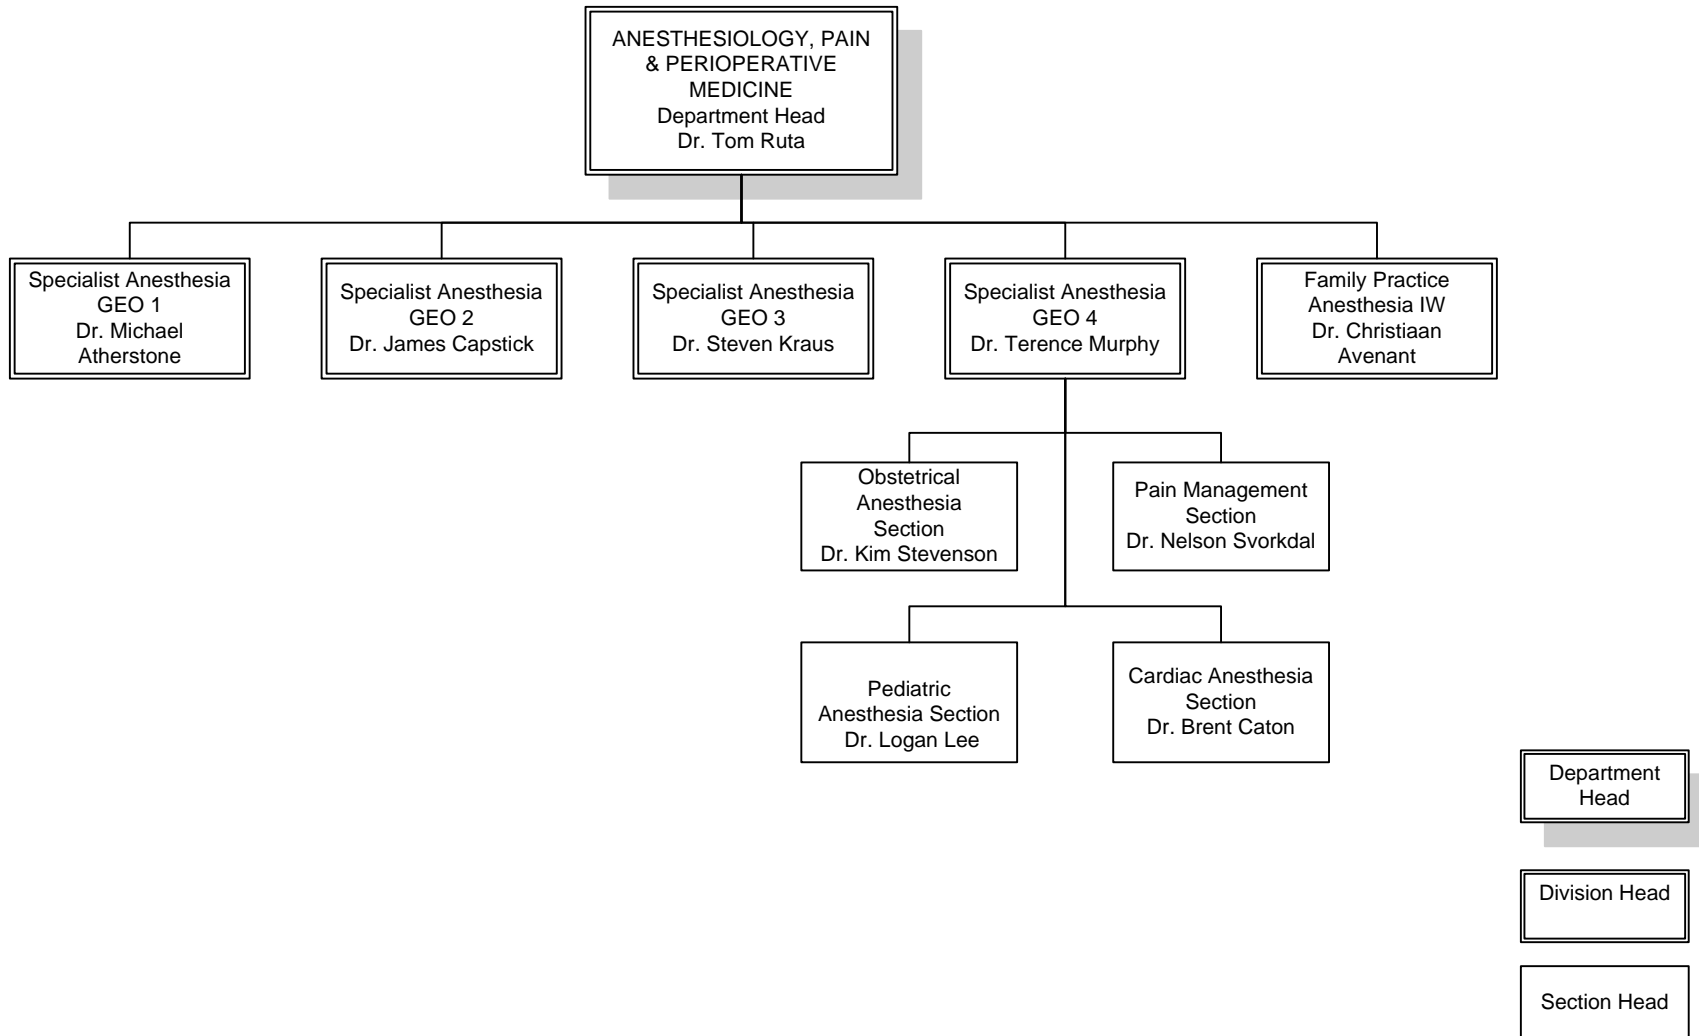 ANESTHESIOLOGY, PAIN
& PERIOPERATIVE
MEDICINE
Department Head
Dr. Tom Ruta
Specialist Anesthesia
GEO 1
Dr. Michael
Atherstone
Specialist Anesthesia
GEO 2
Dr. James Capstick
Specialist Anesthesia
GEO 3
Dr. Steven Kraus
Specialist Anesthesia
GEO 4
Dr. Terence Murphy
Family Practice
Anesthesia IW
Dr. Christiaan
Avenant
Obstetrical
Anesthesia
Section
Dr. Kim Stevenson
Pain Management
Section
Dr. Nelson Svorkdal
Pediatric
Anesthesia Section
Dr. Logan Lee
Cardiac Anesthesia
Section
Dr. Brent Caton
Department
Head
Division Head
Section Head